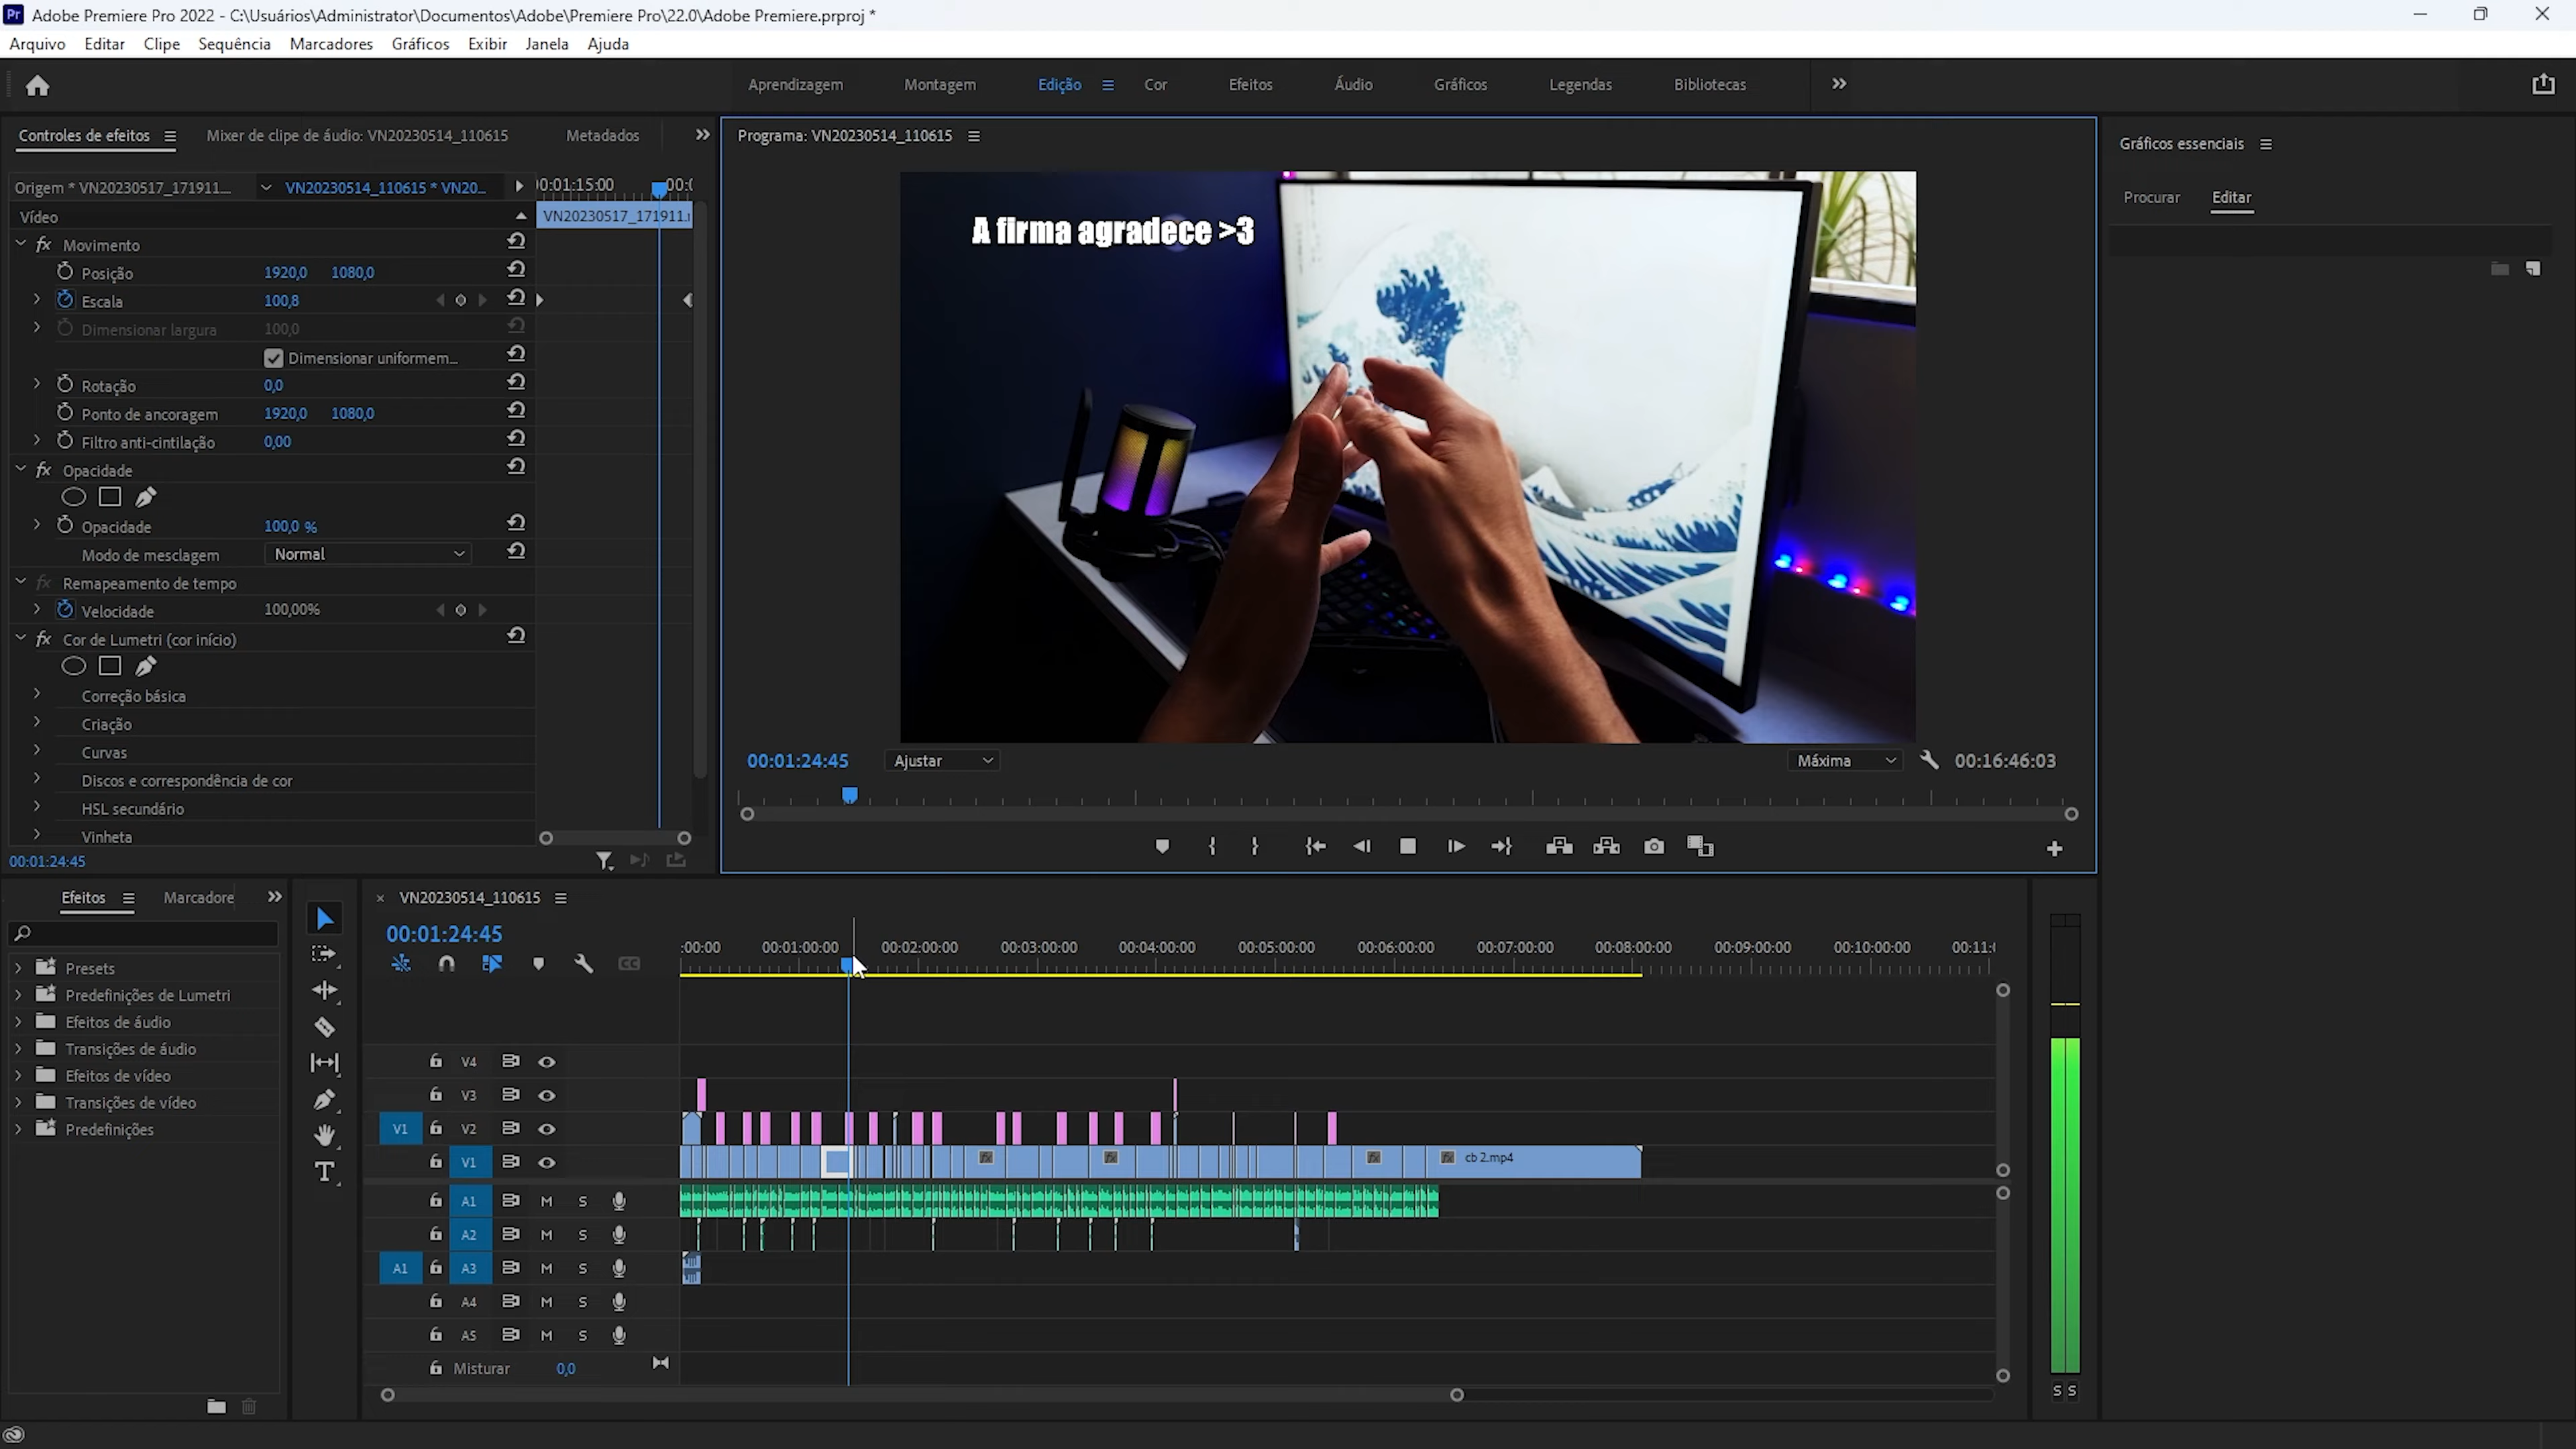 Adobe Premiere Pro 2022 - C:\Usuários\Administrator\Documentos\Adobe\Premiere Pro\22.0\Adobe Premiere.prproj *
Arquivo Editar Clipe Sequência Marcadores Gráficos Exibir Janela Ajuda
Aprendizagem Montagem Edição Cor Efeitos Áudio Gráficos Legendas Bibliotecas
Controles de efeitos Mixer de clipe de áudio: VN20230514_110615 Metadados
Origem * VN20230517_171911... VN20230514_110615 * VN20...
00:01:15:00
Vídeo
VN20230517_171911.
Movimento
Posição 1920,0 1080,0
Escala 100,8
Dimensionar largura 100,0
Dimensionar uniformem...
Rotação 0,0
Ponto de ancoragem 1920,0 1080,0
Filtro anti-cintilação 0,00
Opacidade
Opacidade 100,0 %
Modo de mesclagem Normal
Remapeamento de tempo
Velocidade 100,00%
Cor de Lumetri (cor início)
Correção básica
Criação
Curvas
Discos e correspondência de cor
HSL secundário
Vinheta
00:01:24:45
Programa: VN20230514_110615
A firma agradece >3
00:01:24:45 Ajustar Máxima 00:16:46:03
Gráficos essenciais
Procurar Editar
Efeitos Marcadore
Presets
Predefinições de Lumetri
Efeitos de áudio
Transições de áudio
Efeitos de vídeo
Transições de vídeo
Predefinições
VN20230514_110615
00:01:24:45
:00:00 00:01:00:00 00:02:00:00 00:03:00:00 00:04:00:00 00:05:00:00 00:06:00:00 00:07:00:00 00:08:00:00 00:09:00:00 00:10:00:00 00:11:
V4
V3
V1 V2
V1 cb 2.mp4
A1 M S
A2 M S
A1 A3 M S
A4 M S
A5 M S
Misturar 0,0
S S